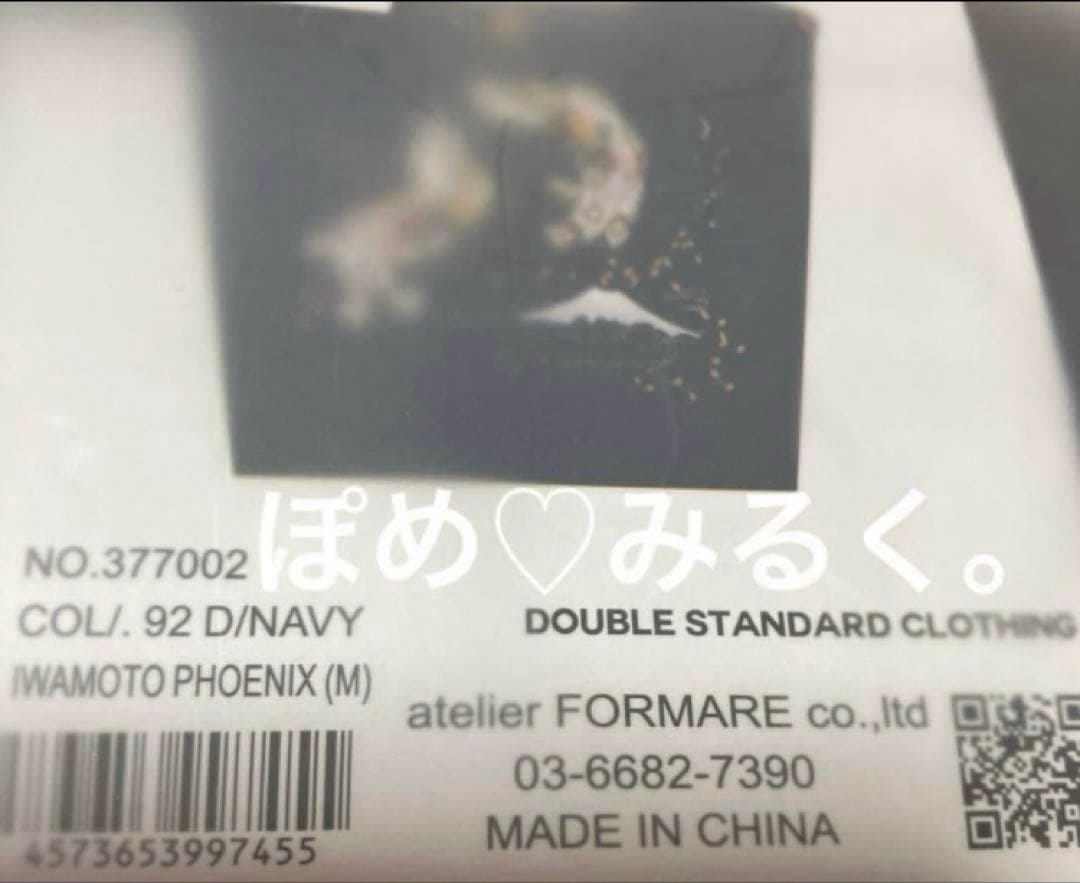 ぽめ♡みるく。
NO.377002
COL/. 92 D/NAVY
IWAMOTO PHOENIX (M)
4573653997455
DOUBLE STANDARD CLOTHING
atelier FORMARE co.,ltd
03-6682-7390
MADE IN CHINA